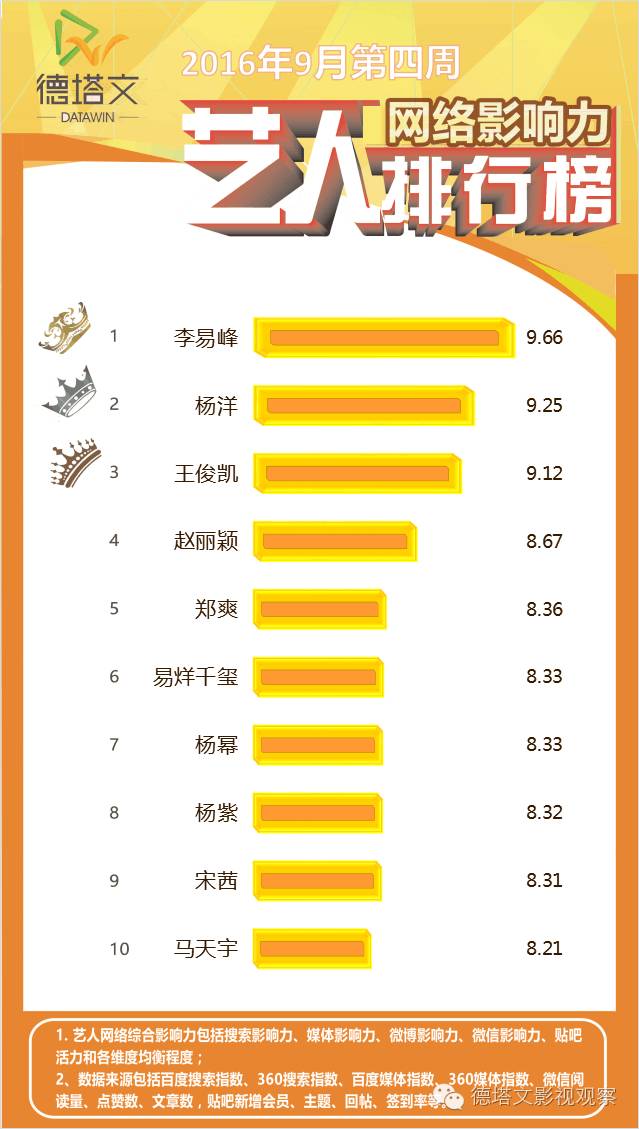 德塔文
DATAWIN
2016年9月第四周
网络影响力
艺人排行榜
1 李易峰 9.66
2 杨洋 9.25
3 王俊凯 9.12
4 赵丽颖 8.67
5 郑爽 8.36
6 易烊千玺 8.33
7 杨幂 8.33
8 杨紫 8.32
9 宋茜 8.31
10 马天宇 8.21
1. 艺人网络综合影响力包括搜索影响力、媒体影响力、微博影响力、微信影响力、贴吧
活力和各维度均衡程度；
2、数据来源包括百度搜索指数、360搜索指数、百度媒体指数、360媒体指数、微信阅
读量、点赞数、文章数，贴吧新增会员、主题、回帖、签到率等。
德塔文影视观察